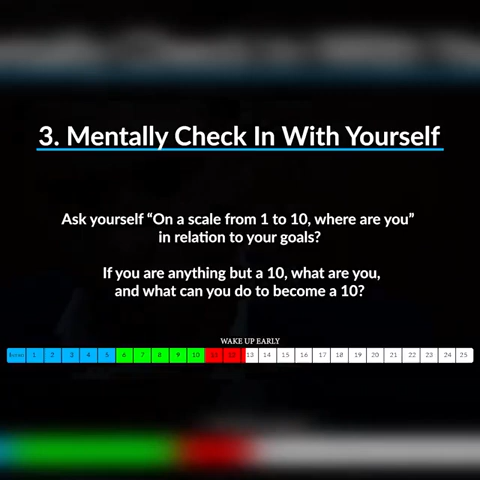 3. Mentally Check In With Yourself
Ask yourself “On a scale from 1 to 10, where are you”
in relation to your goals?
If you are anything but a 10, what are you,
and what can you do to become a 10?
WAKE UP EARLY
1 2 3 4 5 6 7 8 9 10 11 12 13 14 15 16 17 18 19 20 21 22 23 24 25